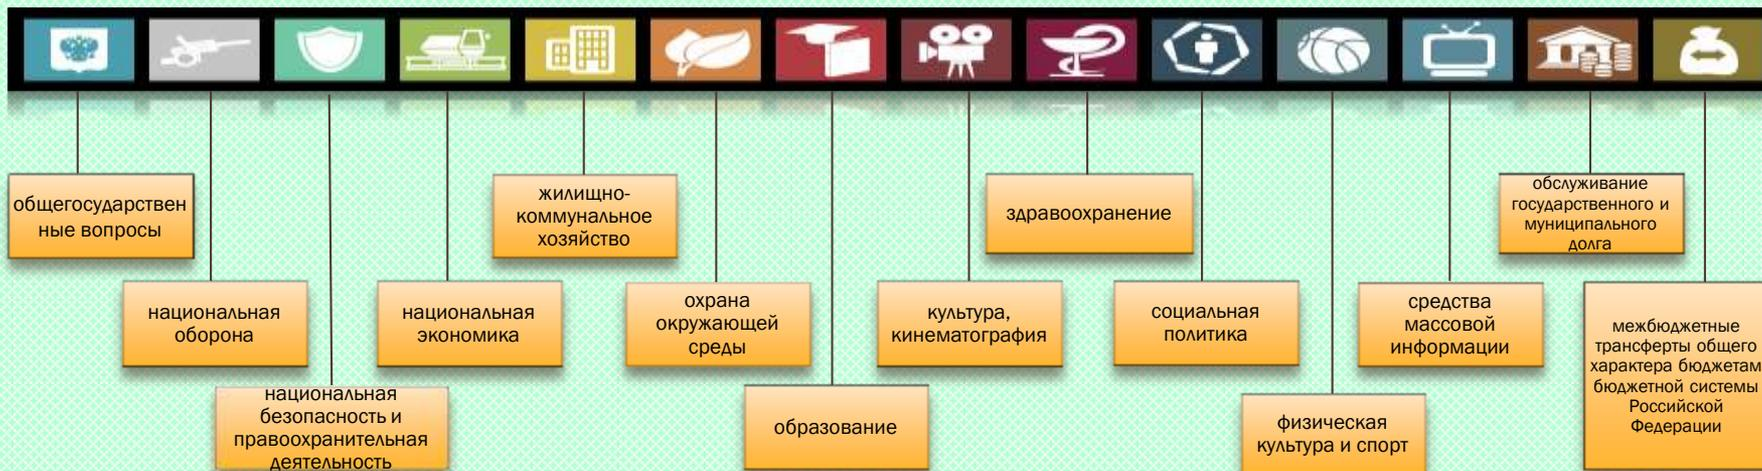 общегосударствен
ные вопросы
национальная
оборона
национальная
безопасность и
правоохранительная
деятельность
национальная
экономика
жилищно-
коммунальное
хозяйство
охрана
окружающей
среды
образование
культура,
кинематография
здравоохранение
социальная
политика
физическая
культура и спорт
средства
массовой
информации
обслуживание
государственного и
муниципального
долга
межбюджетные
трансферты общего
характера бюджетам
бюджетной системы
Российской
Федерации